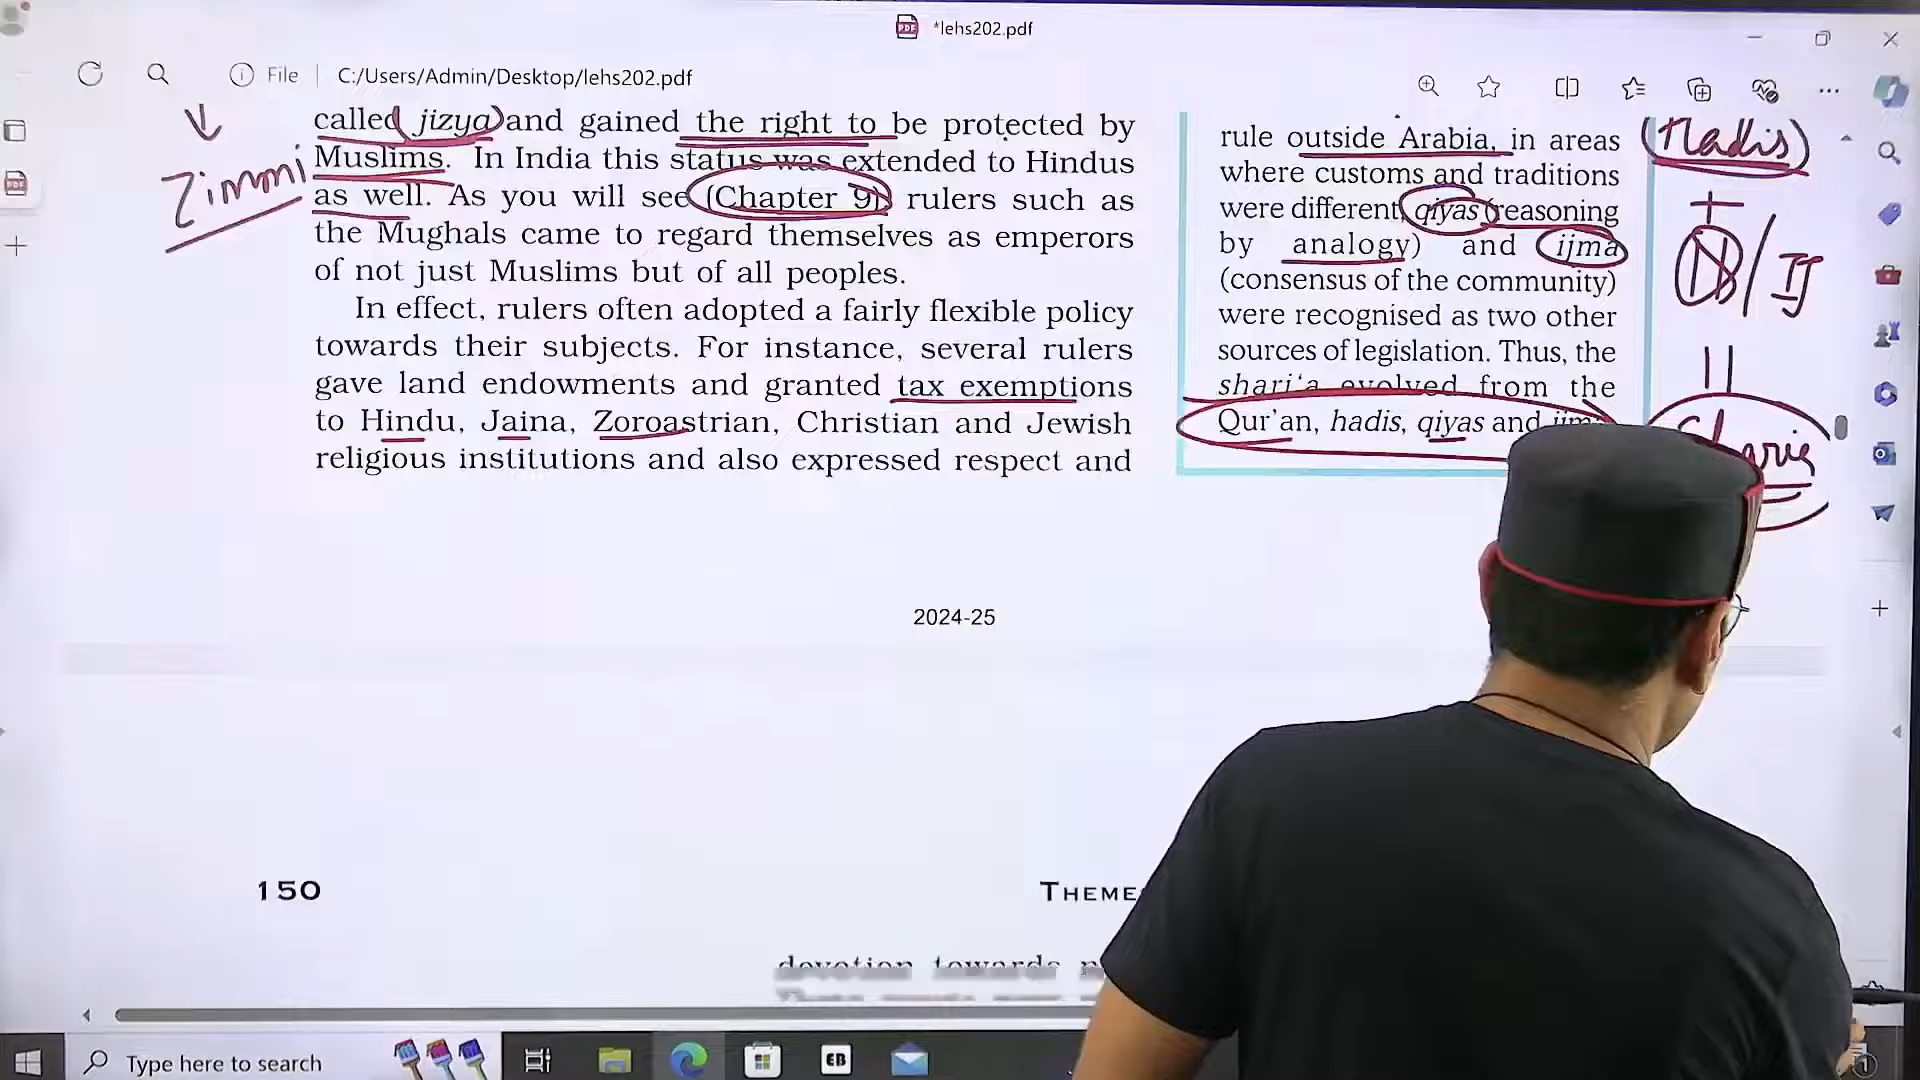 *lehs202.pdf
File
C:/Users/Admin/Desktop/lehs202.pdf
called jizya and gained the right to be protected by
Muslims. In India this status was extended to Hindus
as well. As you will see (Chapter 9), rulers such as
the Mughals came to regard themselves as emperors
of not just Muslims but of all peoples.
In effect, rulers often adopted a fairly flexible policy
towards their subjects. For instance, several rulers
gave land endowments and granted tax exemptions
to Hindu, Jaina, Zoroastrian, Christian and Jewish
religious institutions and also expressed respect and
Zimmi
rule outside Arabia, in areas
where customs and traditions
were different, qiyas (reasoning
by analogy) and ijma
(consensus of the community)
were recognised as two other
sources of legislation. Thus, the
shari'a evolved from the
Qur'an, hadis, qiyas and
(Hadis)
+
/ IJ
2024-25
150
devotion towards
Type here to search
EB